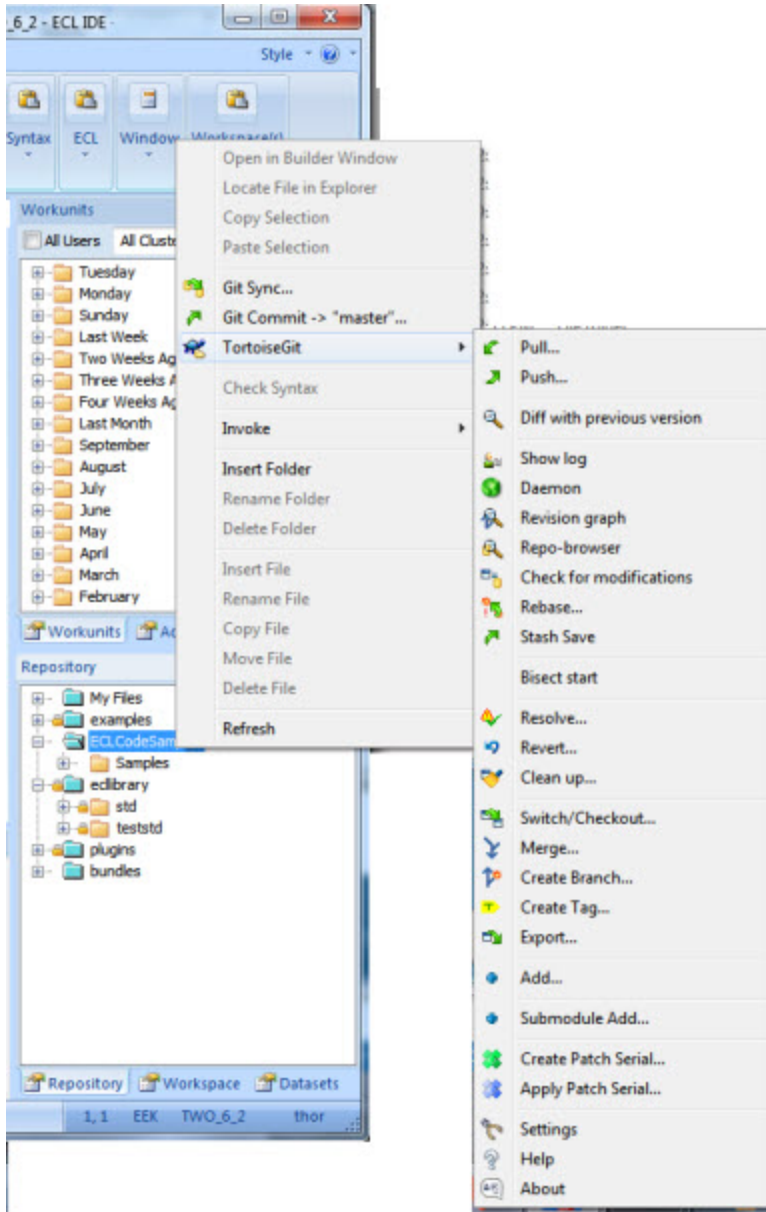 _6_2 - ECL IDE -
Style
Syntax ECL Window Workspace(s)
Workunits
All Users All Cluste
Tuesday
Monday
Sunday
Last Week
Two Weeks Ag
Three Weeks A
Four Weeks Ag
Last Month
September
August
July
June
May
April
March
February
Workunits Ac
Repository
My Files
examples
ECLCodeSam
Samples
eclibrary
std
teststd
plugins
bundles
Repository Workspace Datasets
1, 1 EEK TWO_6_2 thor
Open in Builder Window
Locate File in Explorer
Copy Selection
Paste Selection
Git Sync...
Git Commit -> "master"...
TortoiseGit
Check Syntax
Invoke
Insert Folder
Rename Folder
Delete Folder
Insert File
Rename File
Copy File
Move File
Delete File
Refresh
Pull...
Push...
Diff with previous version
Show log
Daemon
Revision graph
Repo-browser
Check for modifications
Rebase...
Stash Save
Bisect start
Resolve...
Revert...
Clean up...
Switch/Checkout...
Merge...
Create Branch...
Create Tag...
Export...
Add...
Submodule Add...
Create Patch Serial...
Apply Patch Serial...
Settings
Help
About